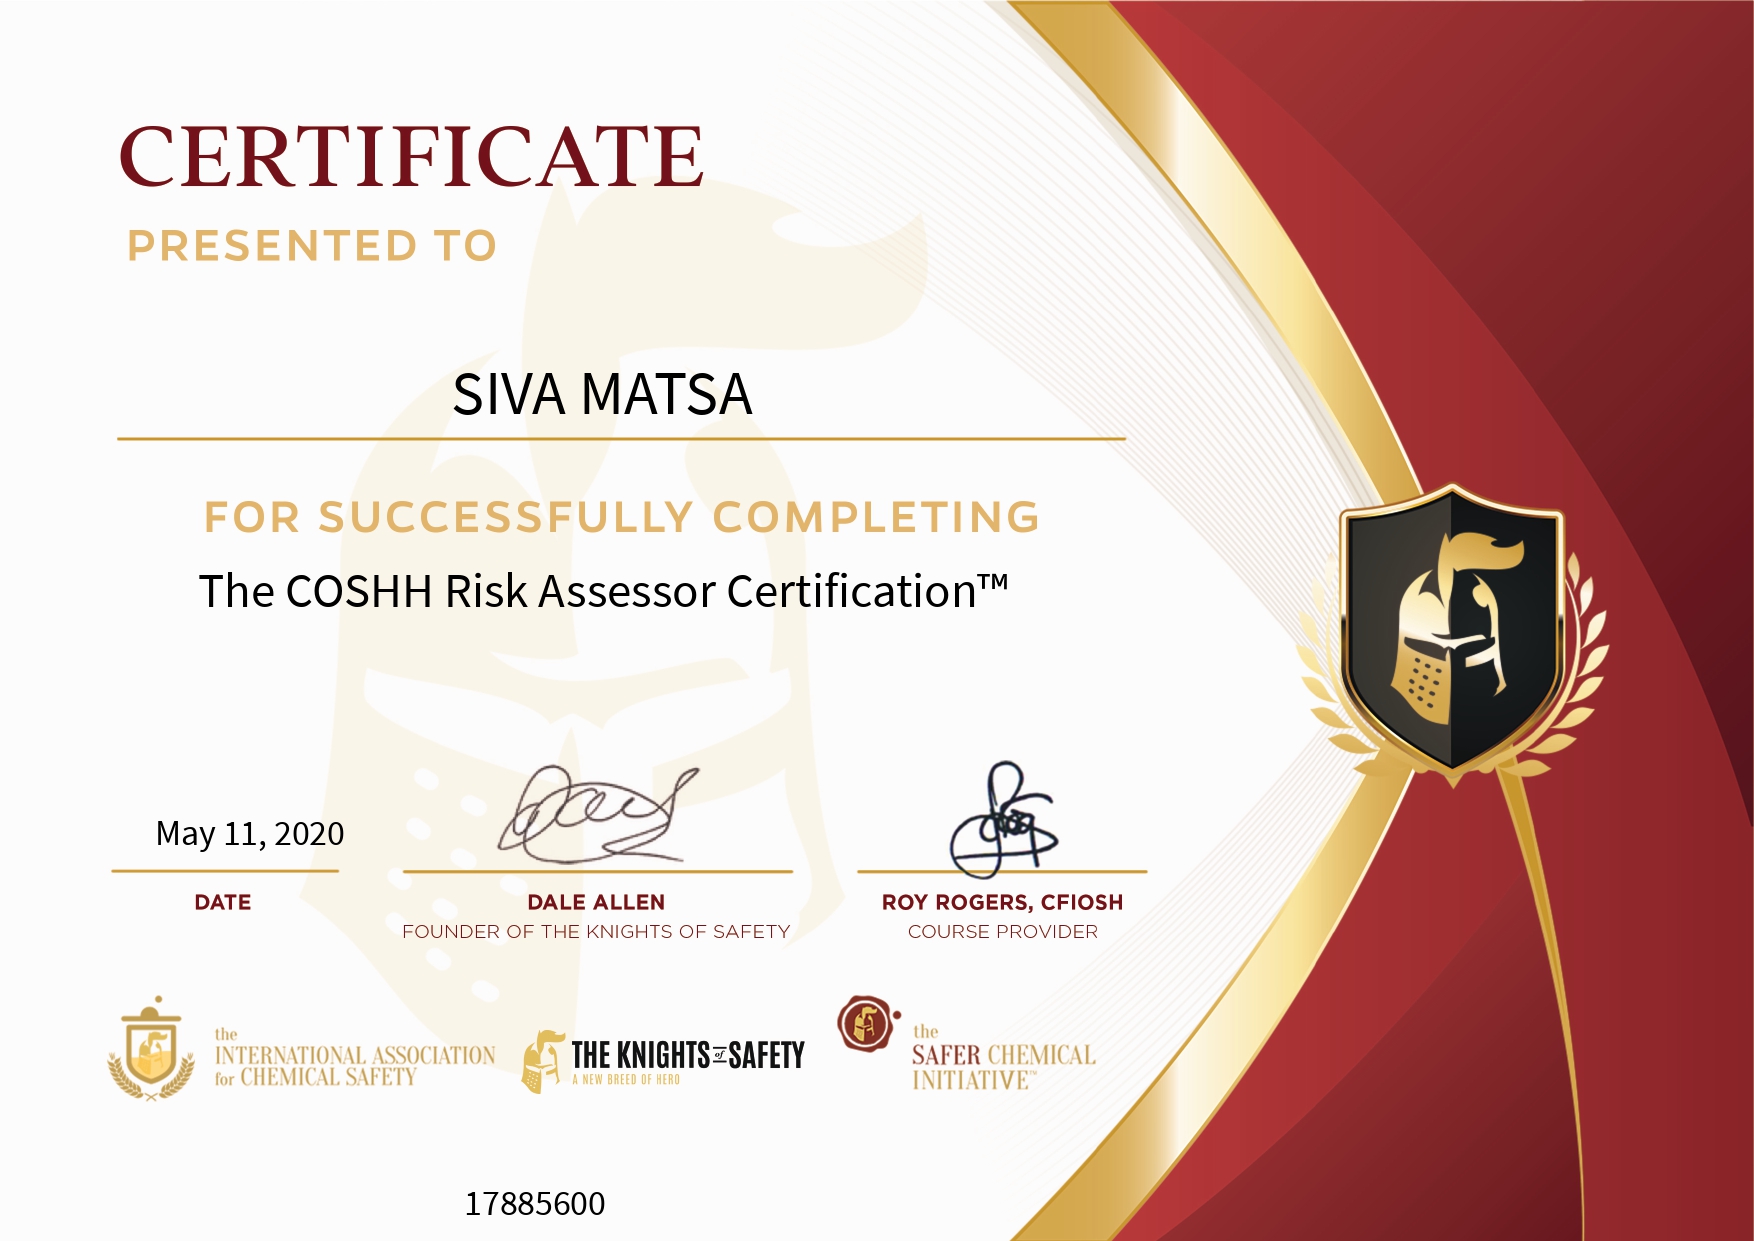 CERTIFICATE
PRESENTED TO
SIVA MATSA
FOR SUCCESSFULLY COMPLETING
The COSHH Risk Assessor Certification™
May 11, 2020
DATE
DALE ALLEN
FOUNDER OF THE KNIGHTS OF SAFETY
ROY ROGERS, CFIOSH
COURSE PROVIDER
the
INTERNATIONAL ASSOCIATION
for CHEMICAL SAFETY
THE KNIGHTS of SAFETY
A NEW BREED OF HERO
the
SAFER CHEMICAL
INITIATIVE™
17885600